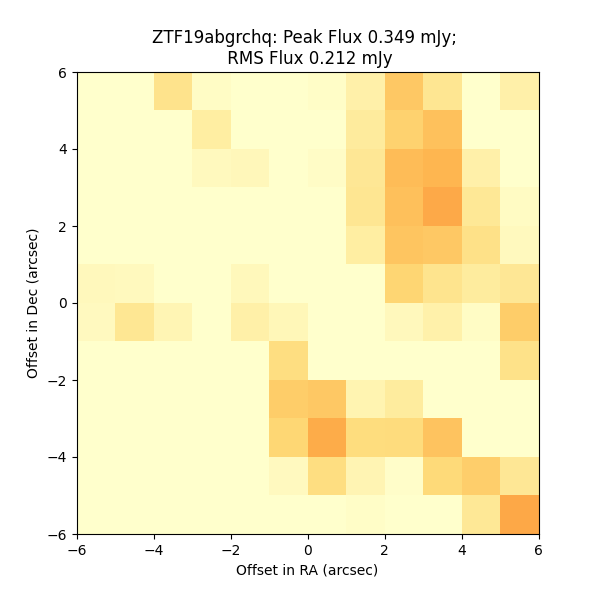 ZTF19abgrchq: Peak Flux 0.349 mJy;
RMS Flux 0.212 mJy
6
4
2
0
−2
−4
−6
Offset in Dec (arcsec)
−6 −4 −2 0 2 4 6
Offset in RA (arcsec)